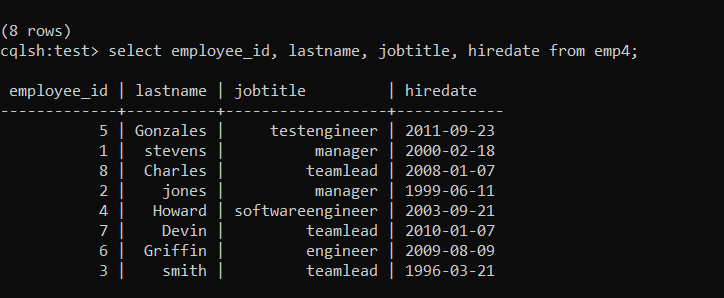 (8 rows)
cqlsh:test> select employee_id, lastname, jobtitle, hiredate from emp4;
 employee_id | lastname  | jobtitle         | hiredate
-------------+-----------+------------------+------------
           5 | Gonzales |     testengineer | 2011-09-23
           1 |  stevens |          manager | 2000-02-18
           8 |  Charles |         teamlead | 2008-01-07
           2 |    jones |          manager | 1999-06-11
           4 |   Howard | softwareengineer | 2003-09-21
           7 |    Devin |         teamlead | 2010-01-07
           6 |  Griffin |         engineer | 2009-08-09
           3 |    smith |         teamlead | 1996-03-21